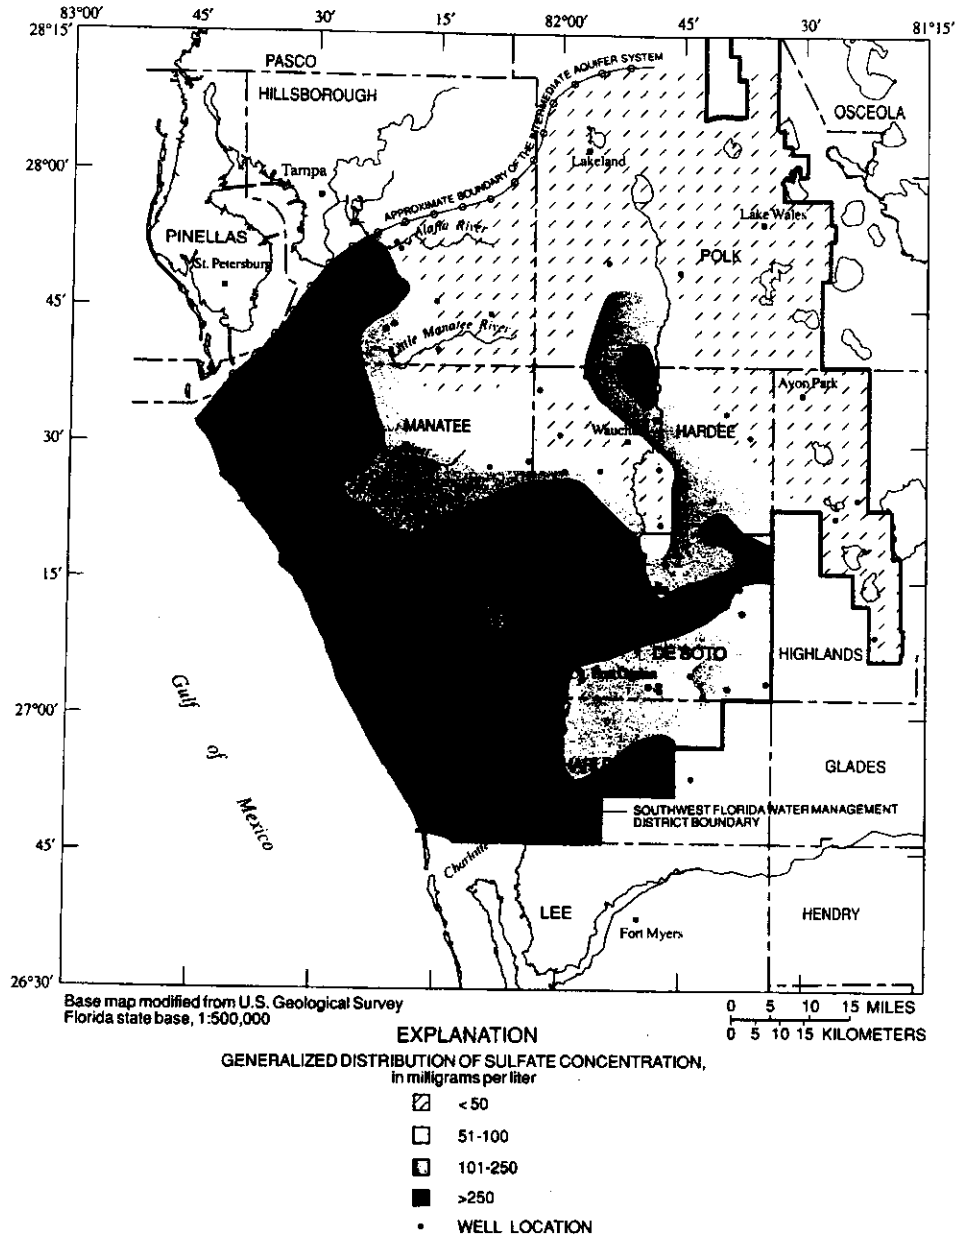 83°00′ 45′ 30′ 15′ 82°00′ 45′ 30′ 81°15′
28°15′
PASCO
HILLSBOROUGH
APPROXIMATE BOUNDARY OF THE INTERMEDIATE AQUIFER SYSTEM
OSCEOLA
28°00′
Tampa
Lakeland
Lake Wales
PINELLAS
Alafia River
St. Petersburg
POLK
45′
Little Manatee River
Avon Park
MANATEE
HARDEE
30′
15′
DE SOTO
HIGHLANDS
27°00′
Gulf
of
Mexico
GLADES
SOUTHWEST FLORIDA WATER MANAGEMENT
DISTRICT BOUNDARY
45′
Charlotte
LEE
HENDRY
Fort Myers
26°30′
Base map modified from U.S. Geological Survey
Florida state base, 1:500,000
0 5 10 15 MILES
0 5 10 15 KILOMETERS
EXPLANATION
GENERALIZED DISTRIBUTION OF SULFATE CONCENTRATION,
in milligrams per liter
<50
51-100
101-250
>250
WELL LOCATION